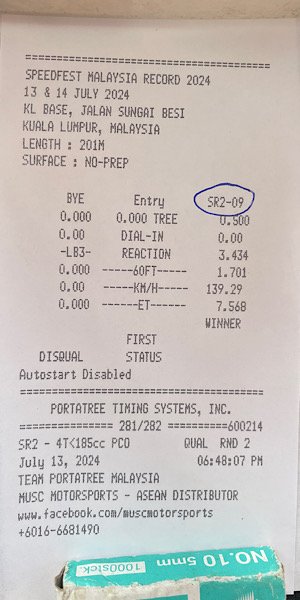 ==========================================
SPEEDFEST MALAYSIA RECORD 2024
13 & 14 JULY 2024
KL BASE, JALAN SUNGAI BESI
KUALA LUMPUR, MALAYSIA
LENGTH : 201M
SURFACE : NO-PREP
BYE Entry SR2-09
0.000 0.000 TREE 0.500
0.00 DIAL-IN 0.00
-LB3- REACTION 3.434
0.000 ------60FT----- 1.701
0.00 -----KM/H------ 139.29
0.000 ------ET------- 7.568
WINNER
FIRST
DISQUAL STATUS
Autostart Disabled
==========================================
PORTATREE TIMING SYSTEMS, INC.
================ 281/282 ===========600214
SR2 - 4T<185cc PCO QUAL RND 2
July 13, 2024 06:48:07 PM
TEAM PORTATREE MALAYSIA
MUSC MOTORSPORTS - ASEAN DISTRIBUTOR
www.facebook.com/muscmotorsports
+6016-6681490
NO.10 5mm
1000stck.